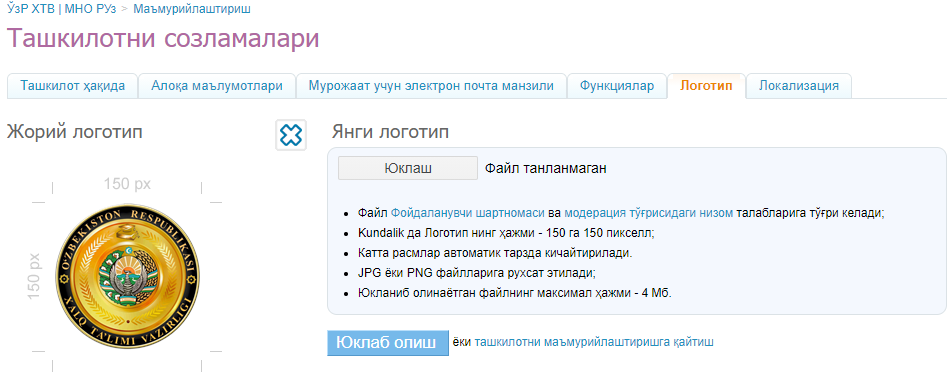 ЎзР ХТВ | МНО РУз > Маъмурийлаштириш
Ташкилотни созламалари
Ташкилот ҳақида Алоқа маълумотлари Мурожаат учун электрон почта манзили Функциялар Логотип Локализация
Жорий логотип
150 px
150 px
O'ZBEKISTON RESPUBLIKASI
XALQ TA'LIMI VAZIRLIGI
Янги логотип
Юклаш Файл танланмаган
• Файл Фойдаланувчи шартномаси ва модерация тўғрисидаги низом талабларига тўғри келади;
• Kundalik да Логотип нинг ҳажми - 150 га 150 пикселл;
• Катта расмлар автоматик тарзда кичайтирилади.
• JPG ёки PNG файлларига рухсат этилади;
• Юкланиб олинаётган файлнинг максимал ҳажми - 4 Мб.
Юклаб олиш ёки ташкилотни маъмурийлаштиришга қайтиш